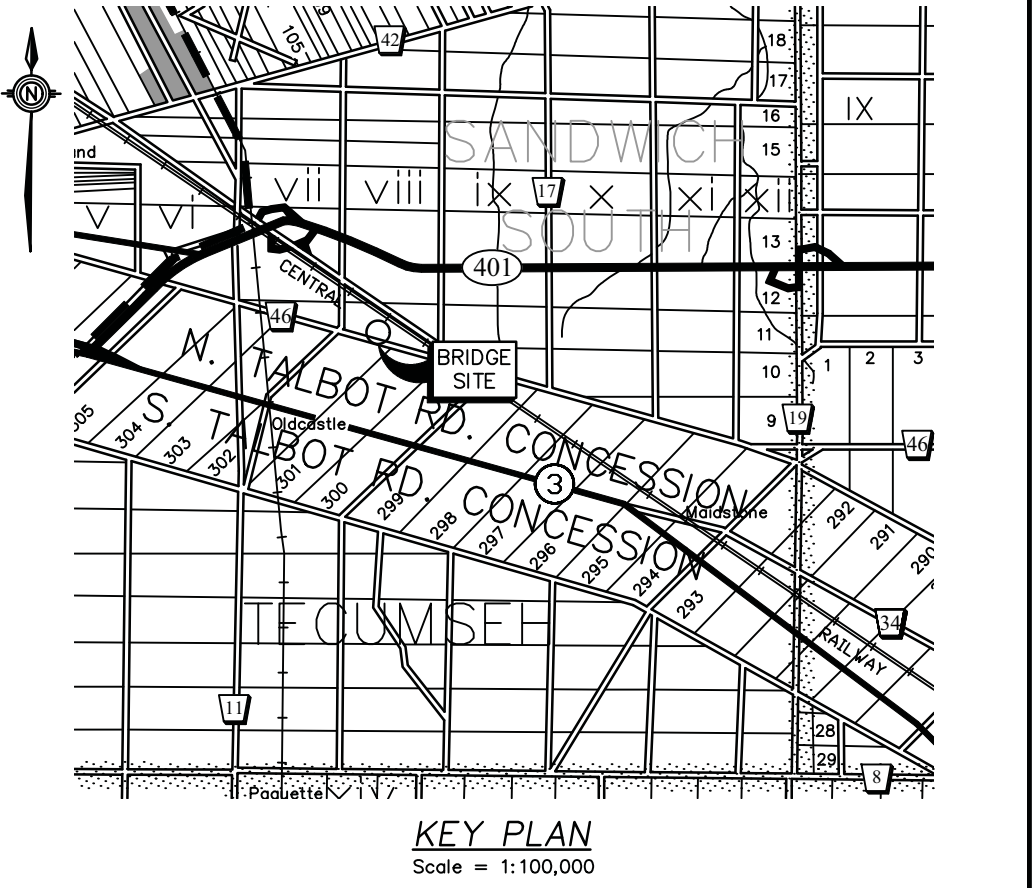 42
105
18
17
16
15
IX
SANDWICH
SOUTH
N
nd
v
vi
vii
viii
ix
x
xi
xii
17
13
12
11
10
401
CENTRAL
46
BRIDGE
SITE
1
2
3
9
19
46
N. TALBOT RD. CONCESSION
S. TALBOT RD. CONCESSION
Oldcastle
3
Maidstone
05
304
303
302
301
300
299
298
297
296
295
294
293
292
291
290
34
RAILWAY
TECUMSEH
11
28
29
8
Paquette
KEY PLAN
Scale = 1:100,000